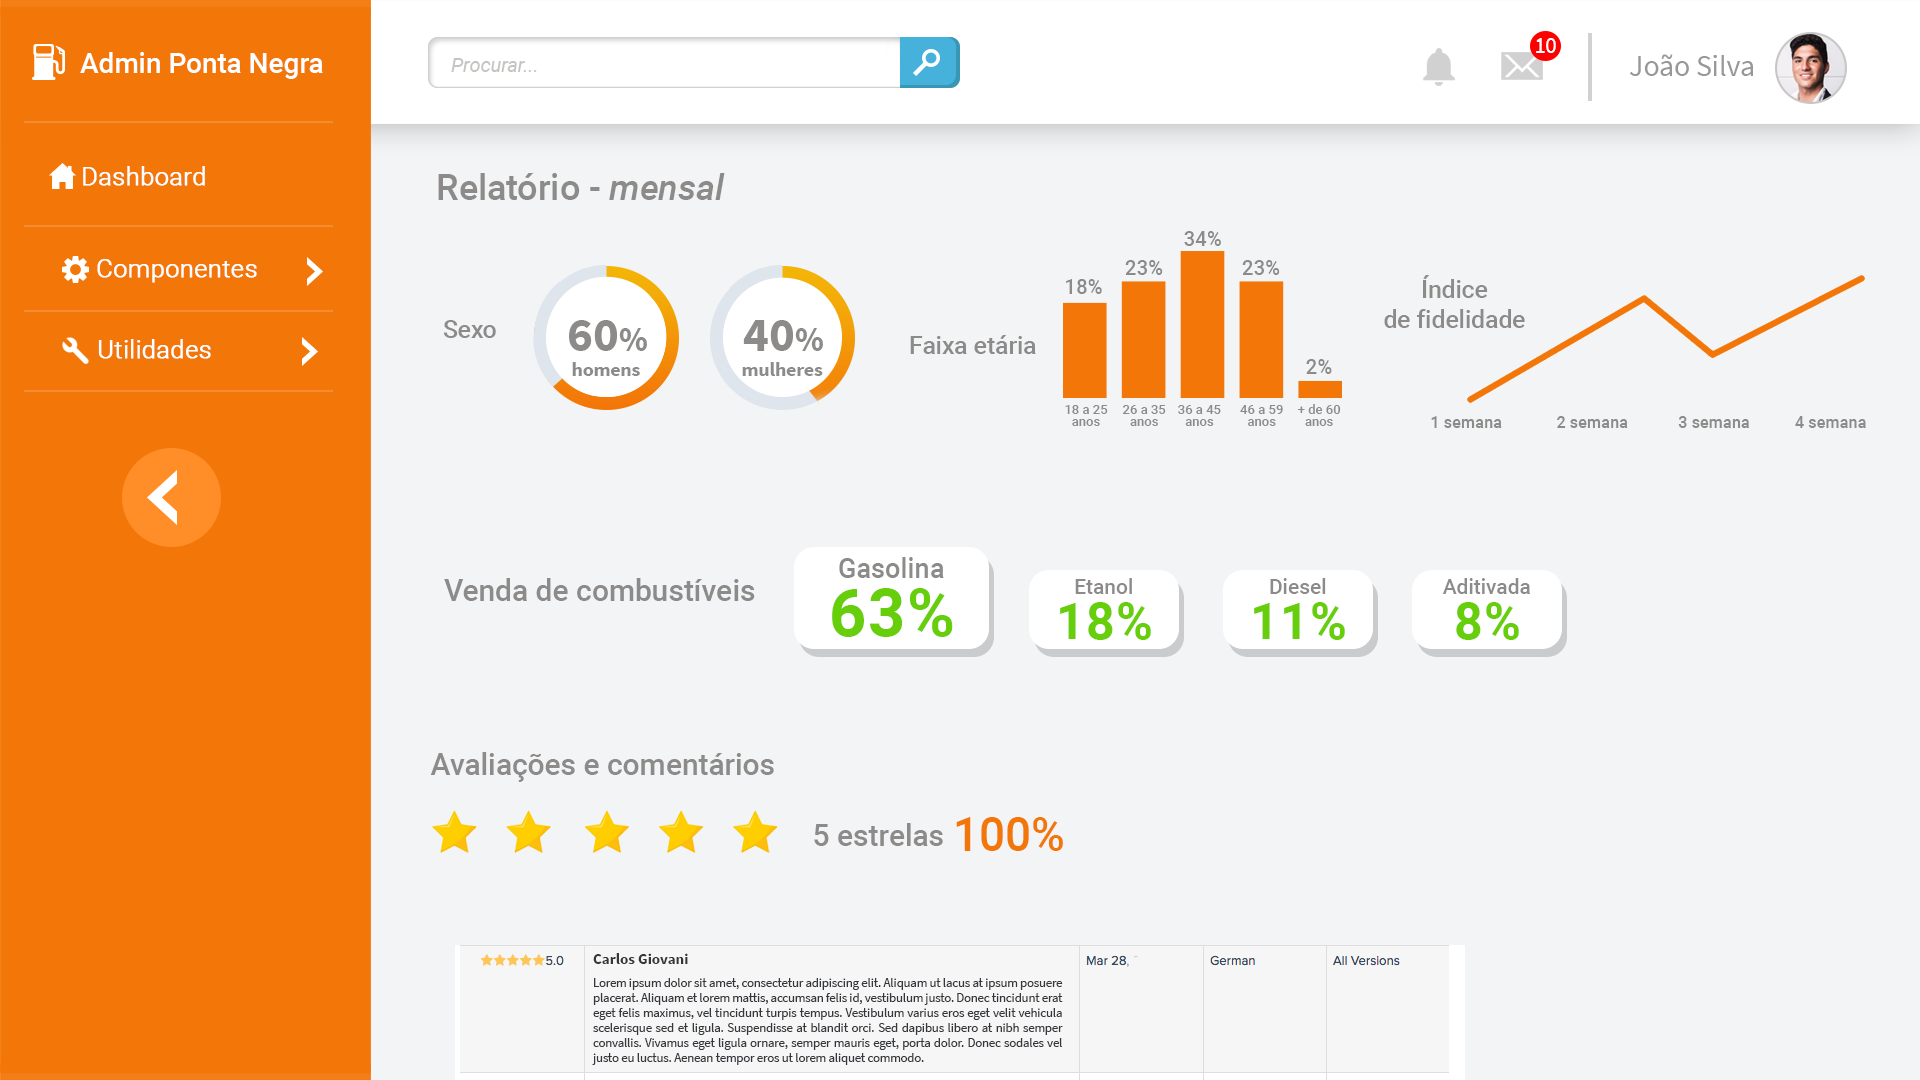 Admin Ponta Negra
Procurar...
10
João Silva
Dashboard
Componentes
Utilidades
Relatório - mensal
Sexo
60%
homens
40%
mulheres
Faixa etária
18%
23%
34%
23%
2%
18 a 25
anos
26 a 35
anos
36 a 45
anos
46 a 59
anos
+ de 60
anos
Índice
de fidelidade
1 semana
2 semana
3 semana
4 semana
Venda de combustíveis
Gasolina
63%
Etanol
18%
Diesel
11%
Aditivada
8%
Avaliações e comentários
5 estrelas 100%
5.0
Carlos Giovani
Lorem ipsum dolor sit amet, consectetur adipiscing elit. Aliquam ut lacus at ipsum posuere
placerat. Aliquam et lorem mattis, accumsan felis id, vestibulum justo. Donec tincidunt erat
eget felis maximus, vel tincidunt turpis tempus. Vestibulum varius eros eget velit vehicula
scelerisque sed et ligula. Suspendisse at blandit orci. Sed dapibus libero at nibh semper
convallis. Vivamus eget ligula ornare, semper mauris eget, porta dolor. Donec sodales vel
justo eu luctus. Aenean tempor eros ut lorem aliquet commodo.
Mar 28,
German
All Versions